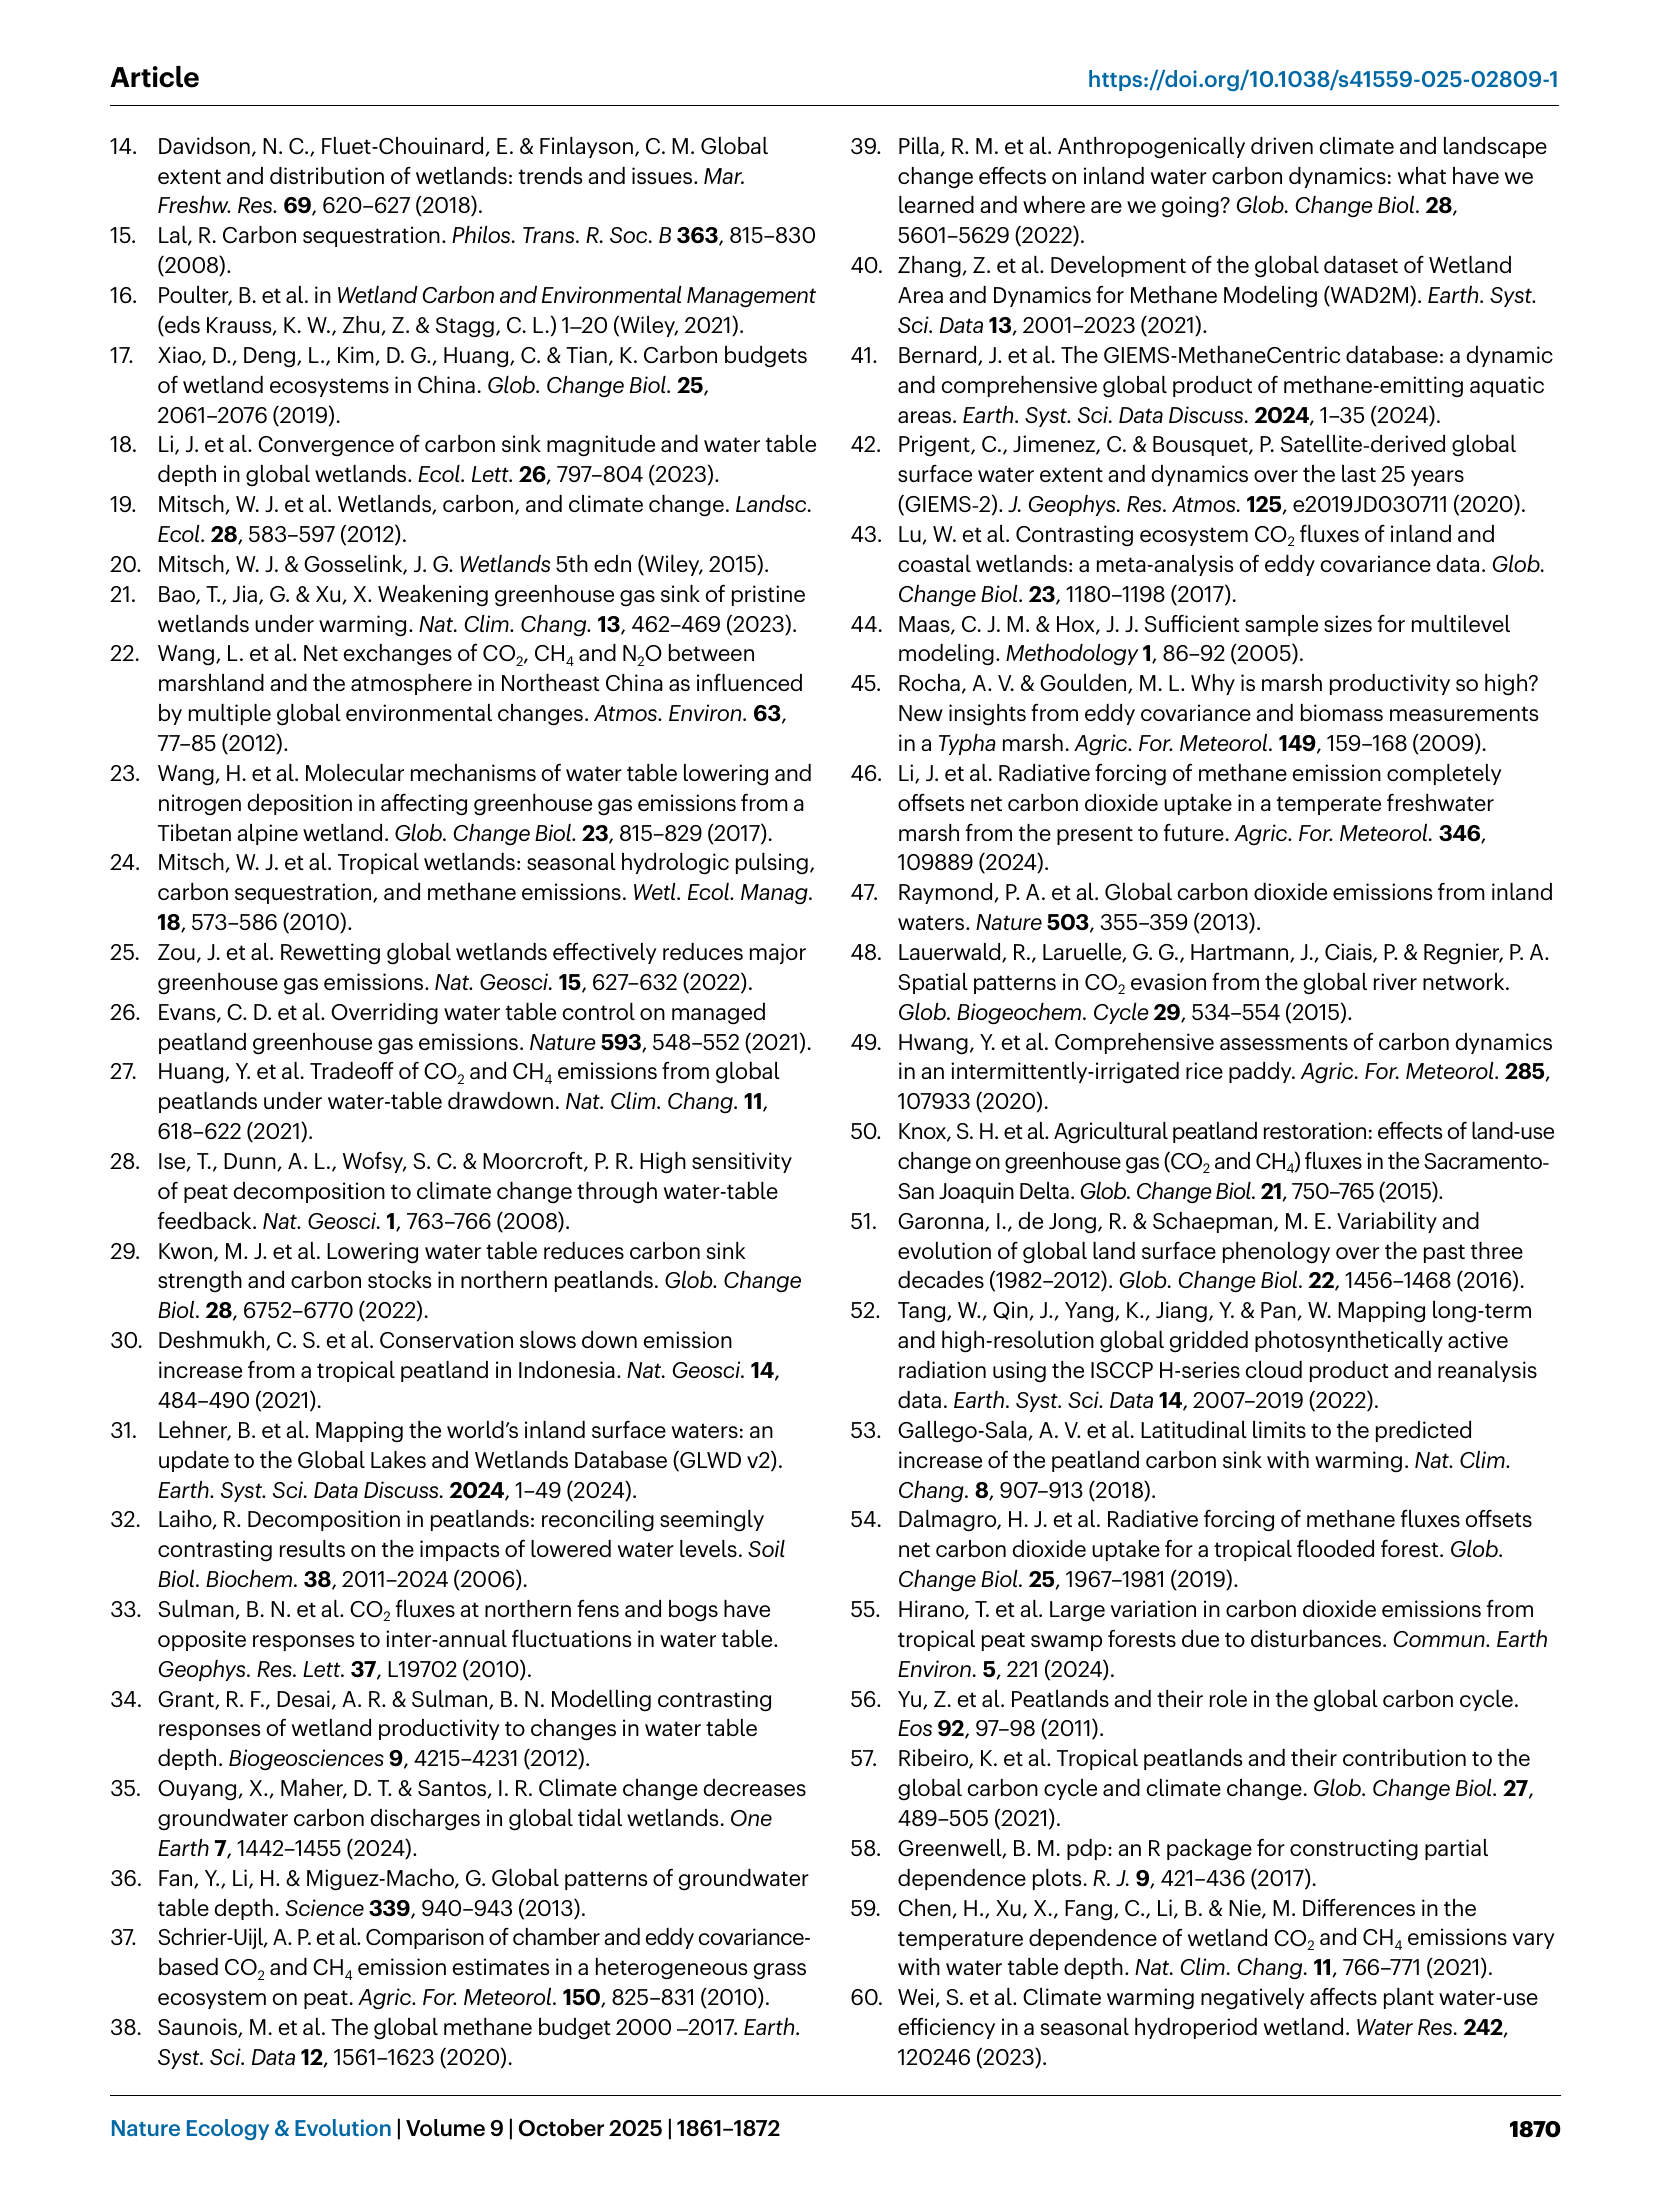 Article
https://doi.org/10.1038/s41559-025-02809-1
14. Davidson, N. C., Fluet-Chouinard, E. & Finlayson, C. M. Global
extent and distribution of wetlands: trends and issues. Mar.
Freshw. Res. 69, 620–627 (2018).
15. Lal, R. Carbon sequestration. Philos. Trans. R. Soc. B 363, 815–830
(2008).
16. Poulter, B. et al. in Wetland Carbon and Environmental Management
(eds Krauss, K. W., Zhu, Z. & Stagg, C. L.) 1–20 (Wiley, 2021).
17. Xiao, D., Deng, L., Kim, D. G., Huang, C. & Tian, K. Carbon budgets
of wetland ecosystems in China. Glob. Change Biol. 25,
2061–2076 (2019).
18. Li, J. et al. Convergence of carbon sink magnitude and water table
depth in global wetlands. Ecol. Lett. 26, 797–804 (2023).
19. Mitsch, W. J. et al. Wetlands, carbon, and climate change. Landsc.
Ecol. 28, 583–597 (2012).
20. Mitsch, W. J. & Gosselink, J. G. Wetlands 5th edn (Wiley, 2015).
21. Bao, T., Jia, G. & Xu, X. Weakening greenhouse gas sink of pristine
wetlands under warming. Nat. Clim. Chang. 13, 462–469 (2023).
22. Wang, L. et al. Net exchanges of CO₂, CH₄ and N₂O between
marshland and the atmosphere in Northeast China as influenced
by multiple global environmental changes. Atmos. Environ. 63,
77–85 (2012).
23. Wang, H. et al. Molecular mechanisms of water table lowering and
nitrogen deposition in affecting greenhouse gas emissions from a
Tibetan alpine wetland. Glob. Change Biol. 23, 815–829 (2017).
24. Mitsch, W. J. et al. Tropical wetlands: seasonal hydrologic pulsing,
carbon sequestration, and methane emissions. Wetl. Ecol. Manag.
18, 573–586 (2010).
25. Zou, J. et al. Rewetting global wetlands effectively reduces major
greenhouse gas emissions. Nat. Geosci. 15, 627–632 (2022).
26. Evans, C. D. et al. Overriding water table control on managed
peatland greenhouse gas emissions. Nature 593, 548–552 (2021).
27. Huang, Y. et al. Tradeoff of CO₂ and CH₄ emissions from global
peatlands under water-table drawdown. Nat. Clim. Chang. 11,
618–622 (2021).
28. Ise, T., Dunn, A. L., Wofsy, S. C. & Moorcroft, P. R. High sensitivity
of peat decomposition to climate change through water-table
feedback. Nat. Geosci. 1, 763–766 (2008).
29. Kwon, M. J. et al. Lowering water table reduces carbon sink
strength and carbon stocks in northern peatlands. Glob. Change
Biol. 28, 6752–6770 (2022).
30. Deshmukh, C. S. et al. Conservation slows down emission
increase from a tropical peatland in Indonesia. Nat. Geosci. 14,
484–490 (2021).
31. Lehner, B. et al. Mapping the world’s inland surface waters: an
update to the Global Lakes and Wetlands Database (GLWD v2).
Earth. Syst. Sci. Data Discuss. 2024, 1–49 (2024).
32. Laiho, R. Decomposition in peatlands: reconciling seemingly
contrasting results on the impacts of lowered water levels. Soil
Biol. Biochem. 38, 2011–2024 (2006).
33. Sulman, B. N. et al. CO₂ fluxes at northern fens and bogs have
opposite responses to inter-annual fluctuations in water table.
Geophys. Res. Lett. 37, L19702 (2010).
34. Grant, R. F., Desai, A. R. & Sulman, B. N. Modelling contrasting
responses of wetland productivity to changes in water table
depth. Biogeosciences 9, 4215–4231 (2012).
35. Ouyang, X., Maher, D. T. & Santos, I. R. Climate change decreases
groundwater carbon discharges in global tidal wetlands. One
Earth 7, 1442–1455 (2024).
36. Fan, Y., Li, H. & Miguez-Macho, G. Global patterns of groundwater
table depth. Science 339, 940–943 (2013).
37. Schrier-Uijl, A. P. et al. Comparison of chamber and eddy covariance-
based CO₂ and CH₄ emission estimates in a heterogeneous grass
ecosystem on peat. Agric. For. Meteorol. 150, 825–831 (2010).
38. Saunois, M. et al. The global methane budget 2000 –2017. Earth.
Syst. Sci. Data 12, 1561–1623 (2020).
39. Pilla, R. M. et al. Anthropogenically driven climate and landscape
change effects on inland water carbon dynamics: what have we
learned and where are we going? Glob. Change Biol. 28,
5601–5629 (2022).
40. Zhang, Z. et al. Development of the global dataset of Wetland
Area and Dynamics for Methane Modeling (WAD2M). Earth. Syst.
Sci. Data 13, 2001–2023 (2021).
41. Bernard, J. et al. The GIEMS-MethaneCentric database: a dynamic
and comprehensive global product of methane-emitting aquatic
areas. Earth. Syst. Sci. Data Discuss. 2024, 1–35 (2024).
42. Prigent, C., Jimenez, C. & Bousquet, P. Satellite-derived global
surface water extent and dynamics over the last 25 years
(GIEMS-2). J. Geophys. Res. Atmos. 125, e2019JD030711 (2020).
43. Lu, W. et al. Contrasting ecosystem CO₂ fluxes of inland and
coastal wetlands: a meta-analysis of eddy covariance data. Glob.
Change Biol. 23, 1180–1198 (2017).
44. Maas, C. J. M. & Hox, J. J. Sufficient sample sizes for multilevel
modeling. Methodology 1, 86–92 (2005).
45. Rocha, A. V. & Goulden, M. L. Why is marsh productivity so high?
New insights from eddy covariance and biomass measurements
in a Typha marsh. Agric. For. Meteorol. 149, 159–168 (2009).
46. Li, J. et al. Radiative forcing of methane emission completely
offsets net carbon dioxide uptake in a temperate freshwater
marsh from the present to future. Agric. For. Meteorol. 346,
109889 (2024).
47. Raymond, P. A. et al. Global carbon dioxide emissions from inland
waters. Nature 503, 355–359 (2013).
48. Lauerwald, R., Laruelle, G. G., Hartmann, J., Ciais, P. & Regnier, P. A.
Spatial patterns in CO₂ evasion from the global river network.
Glob. Biogeochem. Cycle 29, 534–554 (2015).
49. Hwang, Y. et al. Comprehensive assessments of carbon dynamics
in an intermittently-irrigated rice paddy. Agric. For. Meteorol. 285,
107933 (2020).
50. Knox, S. H. et al. Agricultural peatland restoration: effects of land-use
change on greenhouse gas (CO₂ and CH₄) fluxes in the Sacramento-
San Joaquin Delta. Glob. Change Biol. 21, 750–765 (2015).
51. Garonna, I., de Jong, R. & Schaepman, M. E. Variability and
evolution of global land surface phenology over the past three
decades (1982–2012). Glob. Change Biol. 22, 1456–1468 (2016).
52. Tang, W., Qin, J., Yang, K., Jiang, Y. & Pan, W. Mapping long-term
and high-resolution global gridded photosynthetically active
radiation using the ISCCP H-series cloud product and reanalysis
data. Earth. Syst. Sci. Data 14, 2007–2019 (2022).
53. Gallego-Sala, A. V. et al. Latitudinal limits to the predicted
increase of the peatland carbon sink with warming. Nat. Clim.
Chang. 8, 907–913 (2018).
54. Dalmagro, H. J. et al. Radiative forcing of methane fluxes offsets
net carbon dioxide uptake for a tropical flooded forest. Glob.
Change Biol. 25, 1967–1981 (2019).
55. Hirano, T. et al. Large variation in carbon dioxide emissions from
tropical peat swamp forests due to disturbances. Commun. Earth
Environ. 5, 221 (2024).
56. Yu, Z. et al. Peatlands and their role in the global carbon cycle.
Eos 92, 97–98 (2011).
57. Ribeiro, K. et al. Tropical peatlands and their contribution to the
global carbon cycle and climate change. Glob. Change Biol. 27,
489–505 (2021).
58. Greenwell, B. M. pdp: an R package for constructing partial
dependence plots. R. J. 9, 421–436 (2017).
59. Chen, H., Xu, X., Fang, C., Li, B. & Nie, M. Differences in the
temperature dependence of wetland CO₂ and CH₄ emissions vary
with water table depth. Nat. Clim. Chang. 11, 766–771 (2021).
60. Wei, S. et al. Climate warming negatively affects plant water-use
efficiency in a seasonal hydroperiod wetland. Water Res. 242,
120246 (2023).
Nature Ecology & Evolution | Volume 9 | October 2025 | 1861–1872
1870